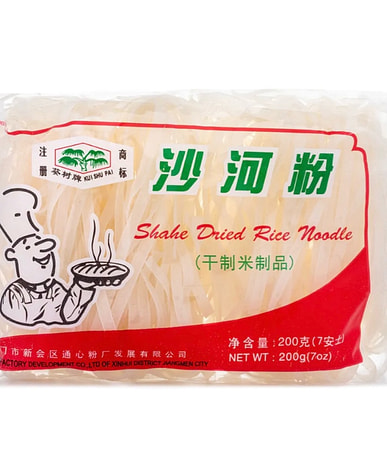 注册 商标
葵树牌 KUI SHU PAI
沙河粉
Shahe Dried Rice Noodle
(干制米制品)
净含量:200克(7安士)
NET WT: 200g(7oz)
门市新会区通心粉厂发展有限公司
FACTORY DEVELOPMENT CO. LTD OF XINHUI DISTRICT JIANGMEN CITY